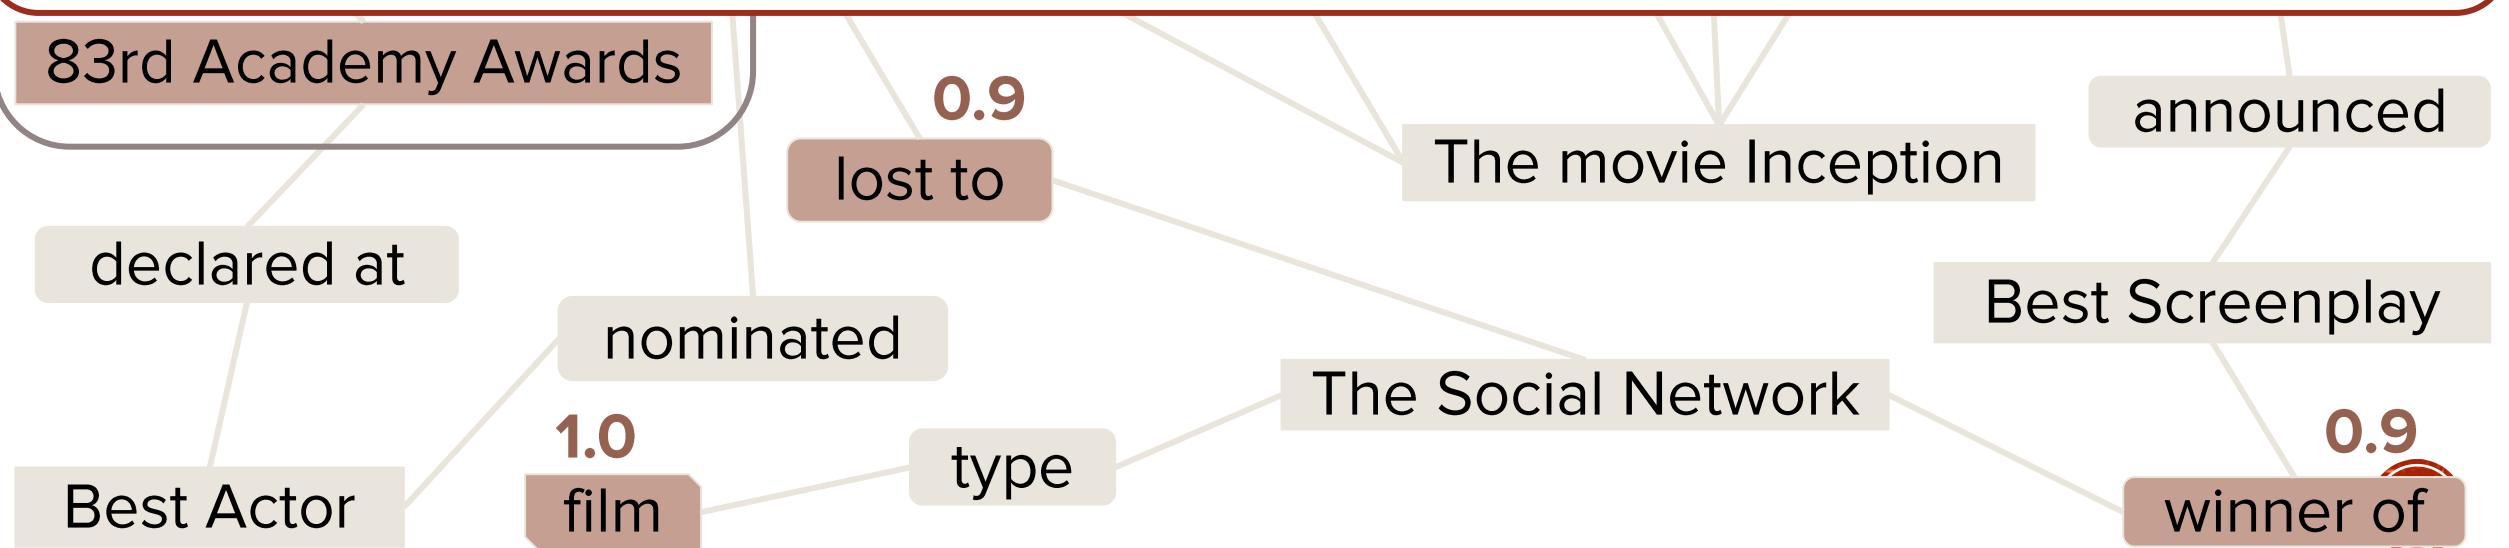 83rd Academy Awards
0.9
lost to
The movie Inception
announced
declared at
nominated
Best Screenplay
The Social Network
1.0
type
0.9
Best Actor
film
winner of